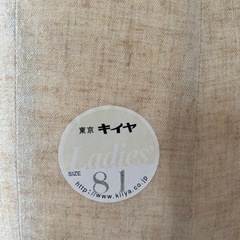 東京 キイヤ
Ladies'
SIZE 81
http://www.kiiya.co.jp